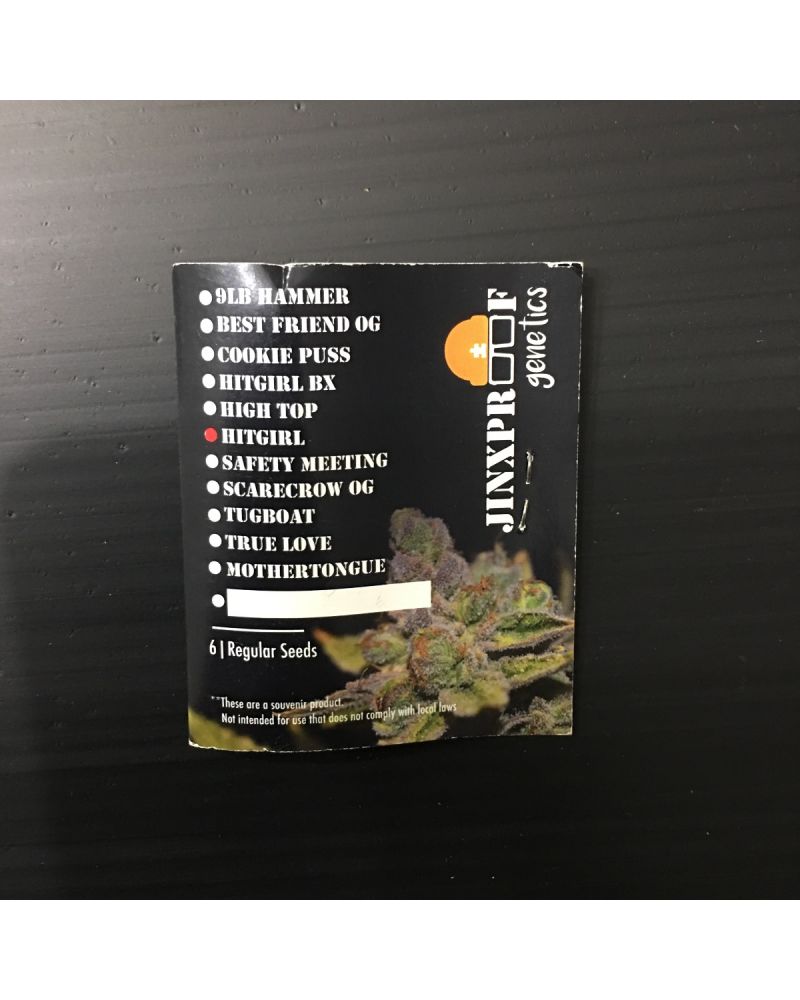 9LB HAMMER
BEST FRIEND OG
COOKIE PUSS
HITGIRL BX
HIGH TOP
HITGIRL
SAFETY MEETING
SCARECROW OG
TUGBOAT
TRUE LOVE
MOTHERTONGUE
6 | Regular Seeds
**These are a souvenir product.
Not intended for use that does not comply with local laws
JINXPROOF
genetics